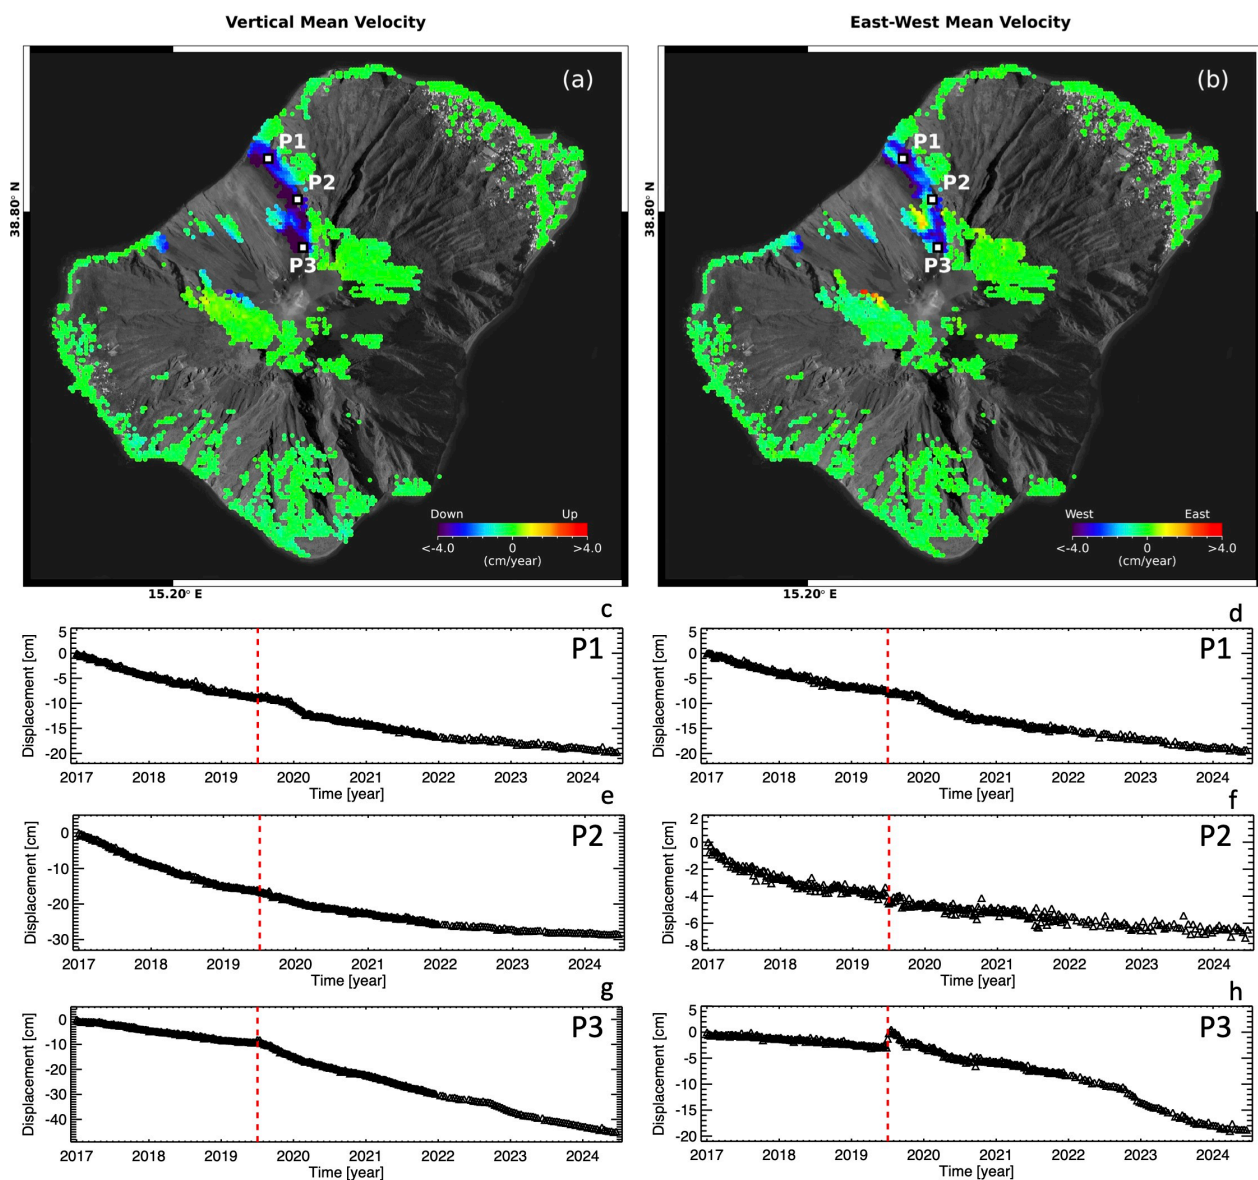 Vertical Mean Velocity
East-West Mean Velocity
(a)
P1
P2
P3
38.80° N
Down Up
<-4.0 0 >4.0
(cm/year)
15.20° E
(b)
P1
P2
P3
38.80° N
West East
<-4.0 0 >4.0
(cm/year)
15.20° E
c
P1
Displacement [cm]
5
0
-5
-10
-15
-20
2017 2018 2019 2020 2021 2022 2023 2024
Time [year]
d
P1
Displacement [cm]
5
0
-5
-10
-15
-20
2017 2018 2019 2020 2021 2022 2023 2024
Time [year]
e
P2
Displacement [cm]
0
-10
-20
-30
2017 2018 2019 2020 2021 2022 2023 2024
Time [year]
f
P2
Displacement [cm]
2
0
-2
-4
-6
-8
2017 2018 2019 2020 2021 2022 2023 2024
Time [year]
g
P3
Displacement [cm]
0
-10
-20
-30
-40
2017 2018 2019 2020 2021 2022 2023 2024
Time [year]
h
P3
Displacement [cm]
5
0
-5
-10
-15
-20
2017 2018 2019 2020 2021 2022 2023 2024
Time [year]